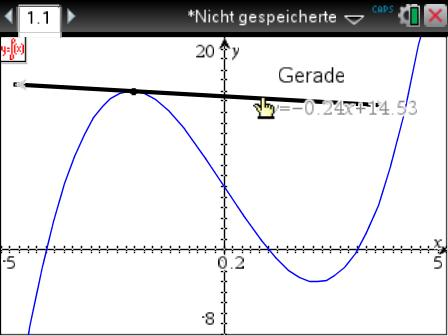 1.1 *Nicht gespeicherte CAPS
y=f(x)
20 y
Gerade
y=−0.24x+14.53
x
-5 0.2 5
-8